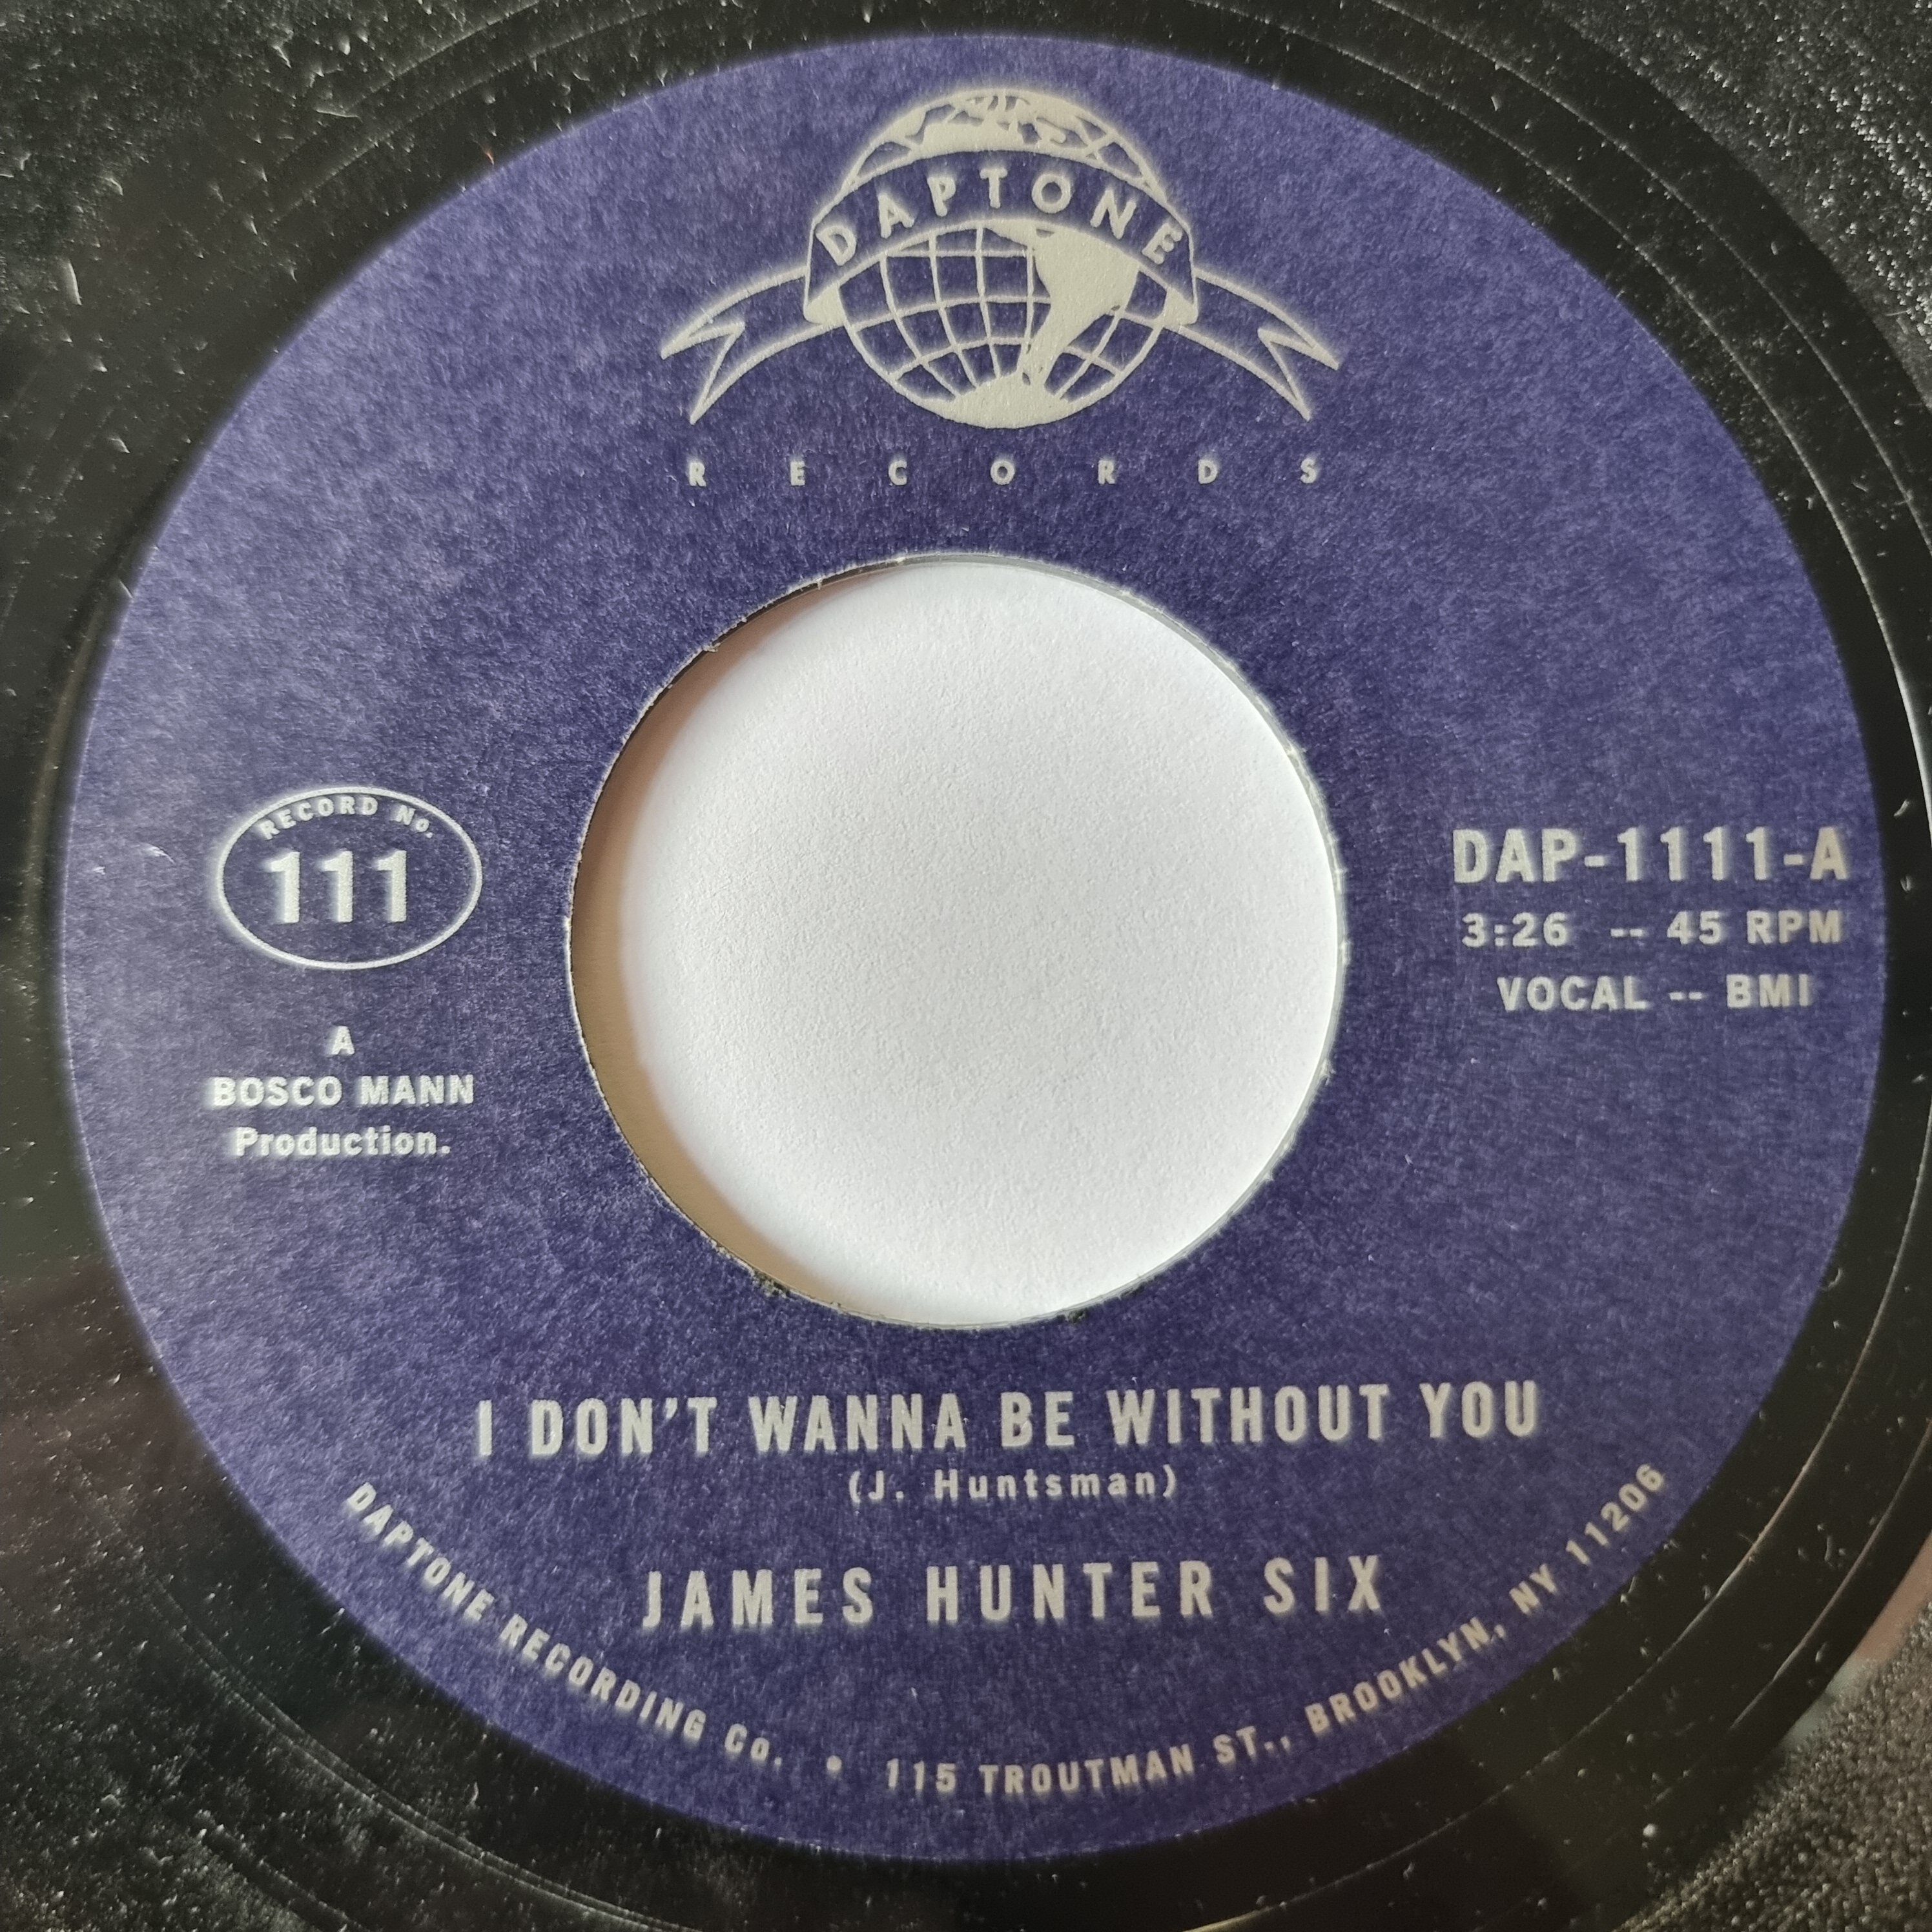 DAPTONE
RECORDS
RECORD No.
111
A
BOSCO MANN
Production.
DAP-1111-A
3:26 -- 45 RPM
VOCAL -- BMI
I DON'T WANNA BE WITHOUT YOU
(J. Huntsman)
JAMES HUNTER SIX
DAPTONE RECORDING Co. • 115 TROUTMAN ST., BROOKLYN, NY 11206